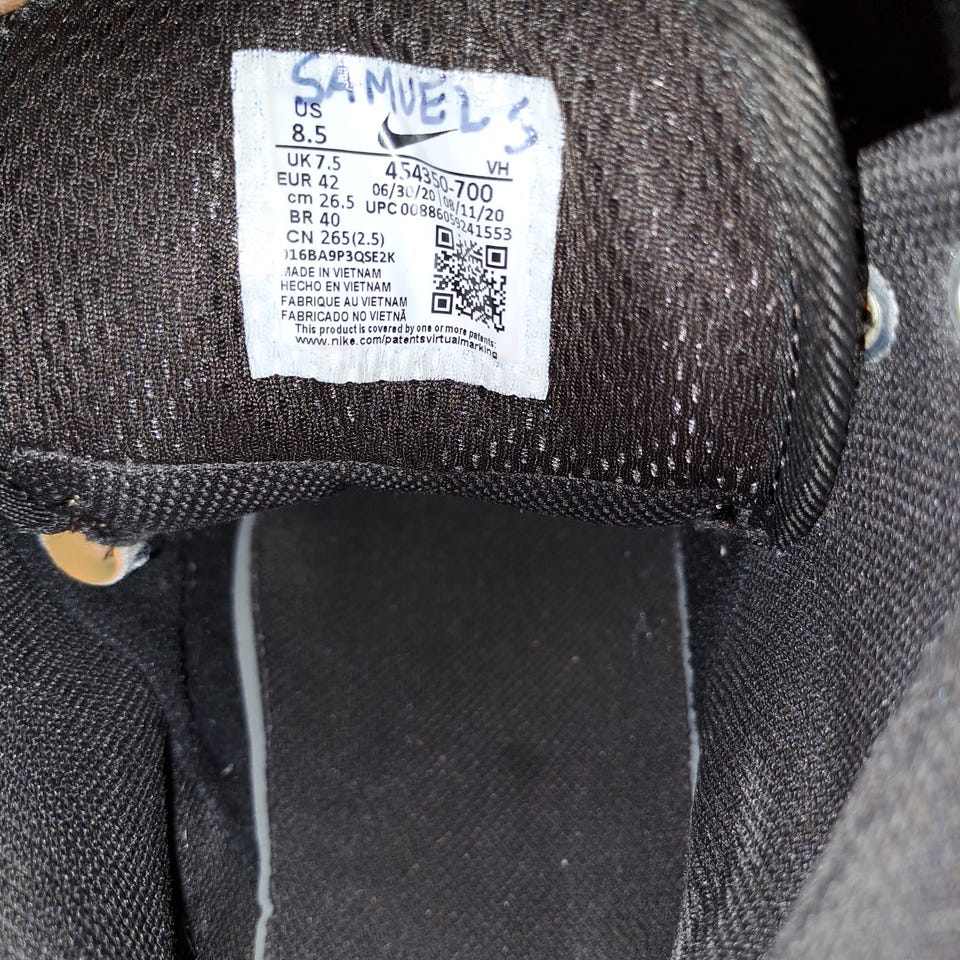 SAMUELS
US
8.5
UK 7.5
VH
EUR 42
454350-700
cm 26.5
06/30/20 08/11/20
BR 40
UPC 00886059241553
CN 265(2.5)
016BA9P3QSE2K
MADE IN VIETNAM
HECHO EN VIETNAM
FABRIQUE AU VIETNAM
FABRICADO NO VIETNÃ
This product is covered by one or more patents:
www.nike.com/patentsvirtualmarking